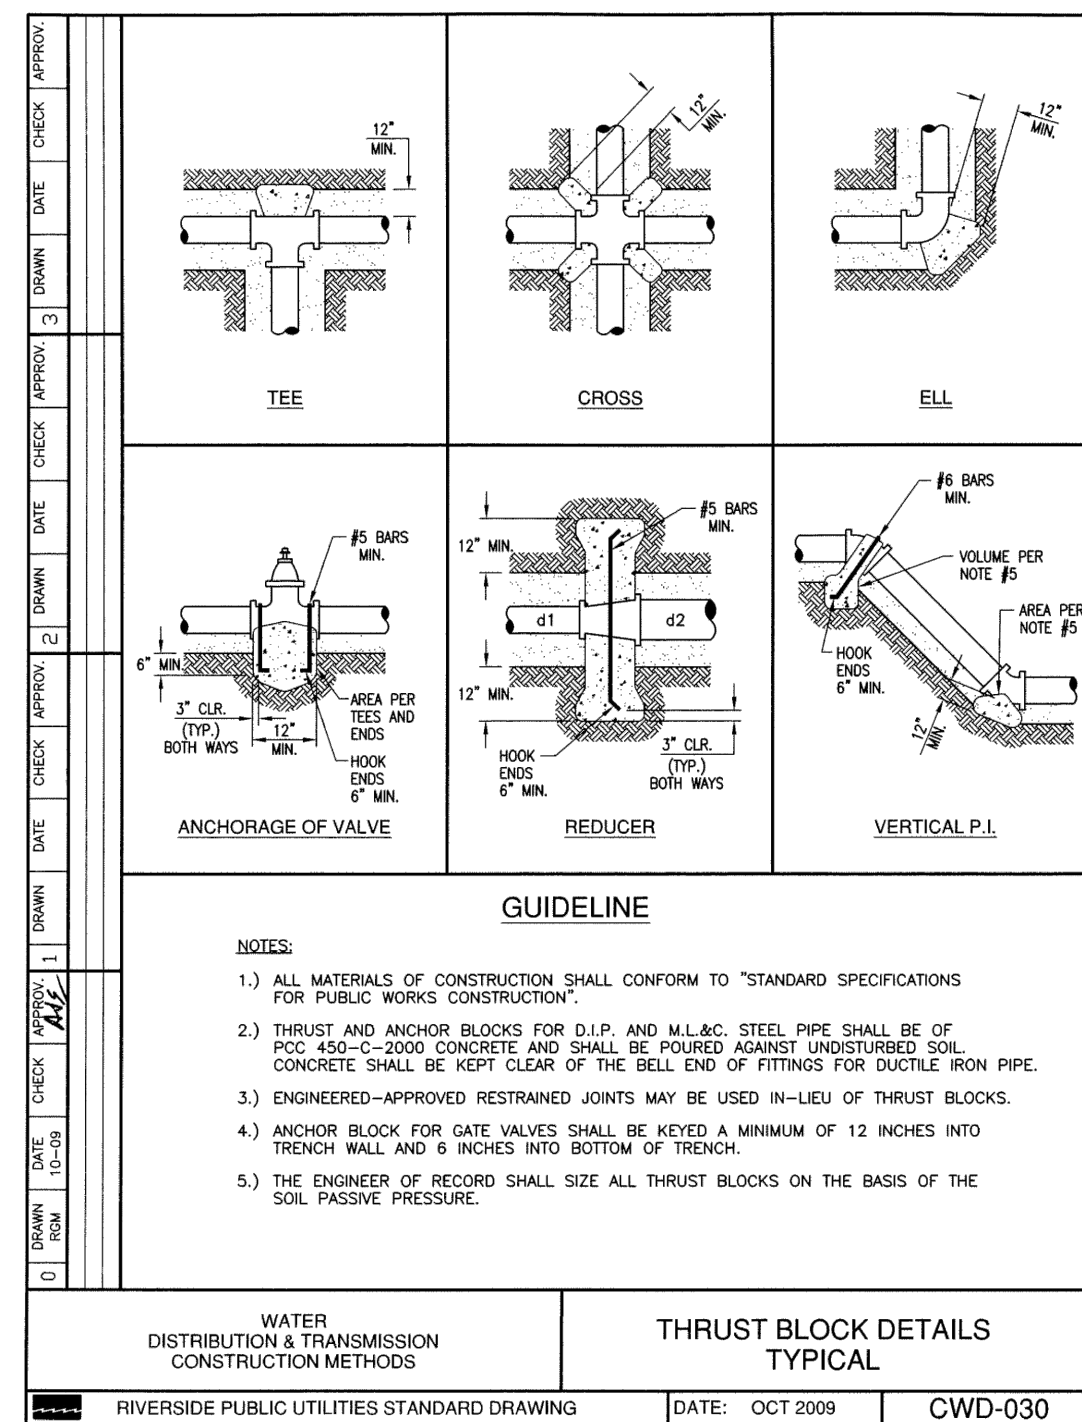 12"
MIN.
TEE
12"
MIN.
CROSS
12"
MIN.
ELL
#5 BARS
MIN.
6" MIN.
3" CLR.
(TYP.)
BOTH WAYS
12"
MIN.
AREA PER
TEES AND
ENDS
HOOK
ENDS
6" MIN.
ANCHORAGE OF VALVE
#5 BARS
MIN.
12" MIN.
d1
d2
12" MIN.
HOOK
ENDS
6" MIN.
3" CLR.
(TYP.)
BOTH WAYS
REDUCER
#6 BARS
MIN.
VOLUME PER
NOTE #5
AREA PER
NOTE #5
HOOK
ENDS
6" MIN.
12"
MIN.
VERTICAL P.I.
GUIDELINE
NOTES:
1.) ALL MATERIALS OF CONSTRUCTION SHALL CONFORM TO "STANDARD SPECIFICATIONS
FOR PUBLIC WORKS CONSTRUCTION".
2.) THRUST AND ANCHOR BLOCKS FOR D.I.P. AND M.L.&C. STEEL PIPE SHALL BE OF
PCC 450-C-2000 CONCRETE AND SHALL BE POURED AGAINST UNDISTURBED SOIL.
CONCRETE SHALL BE KEPT CLEAR OF THE BELL END OF FITTINGS FOR DUCTILE IRON PIPE.
3.) ENGINEERED-APPROVED RESTRAINED JOINTS MAY BE USED IN-LIEU OF THRUST BLOCKS.
4.) ANCHOR BLOCK FOR GATE VALVES SHALL BE KEYED A MINIMUM OF 12 INCHES INTO
TRENCH WALL AND 6 INCHES INTO BOTTOM OF TRENCH.
5.) THE ENGINEER OF RECORD SHALL SIZE ALL THRUST BLOCKS ON THE BASIS OF THE
SOIL PASSIVE PRESSURE.
0 DRAWN RGM DATE 10-09 CHECK APPROV.
1 DRAWN DATE CHECK APPROV.
2 DRAWN DATE CHECK APPROV.
3 DRAWN DATE CHECK APPROV.
WATER
DISTRIBUTION & TRANSMISSION
CONSTRUCTION METHODS
THRUST BLOCK DETAILS
TYPICAL
RIVERSIDE PUBLIC UTILITIES STANDARD DRAWING
DATE: OCT 2009
CWD-030